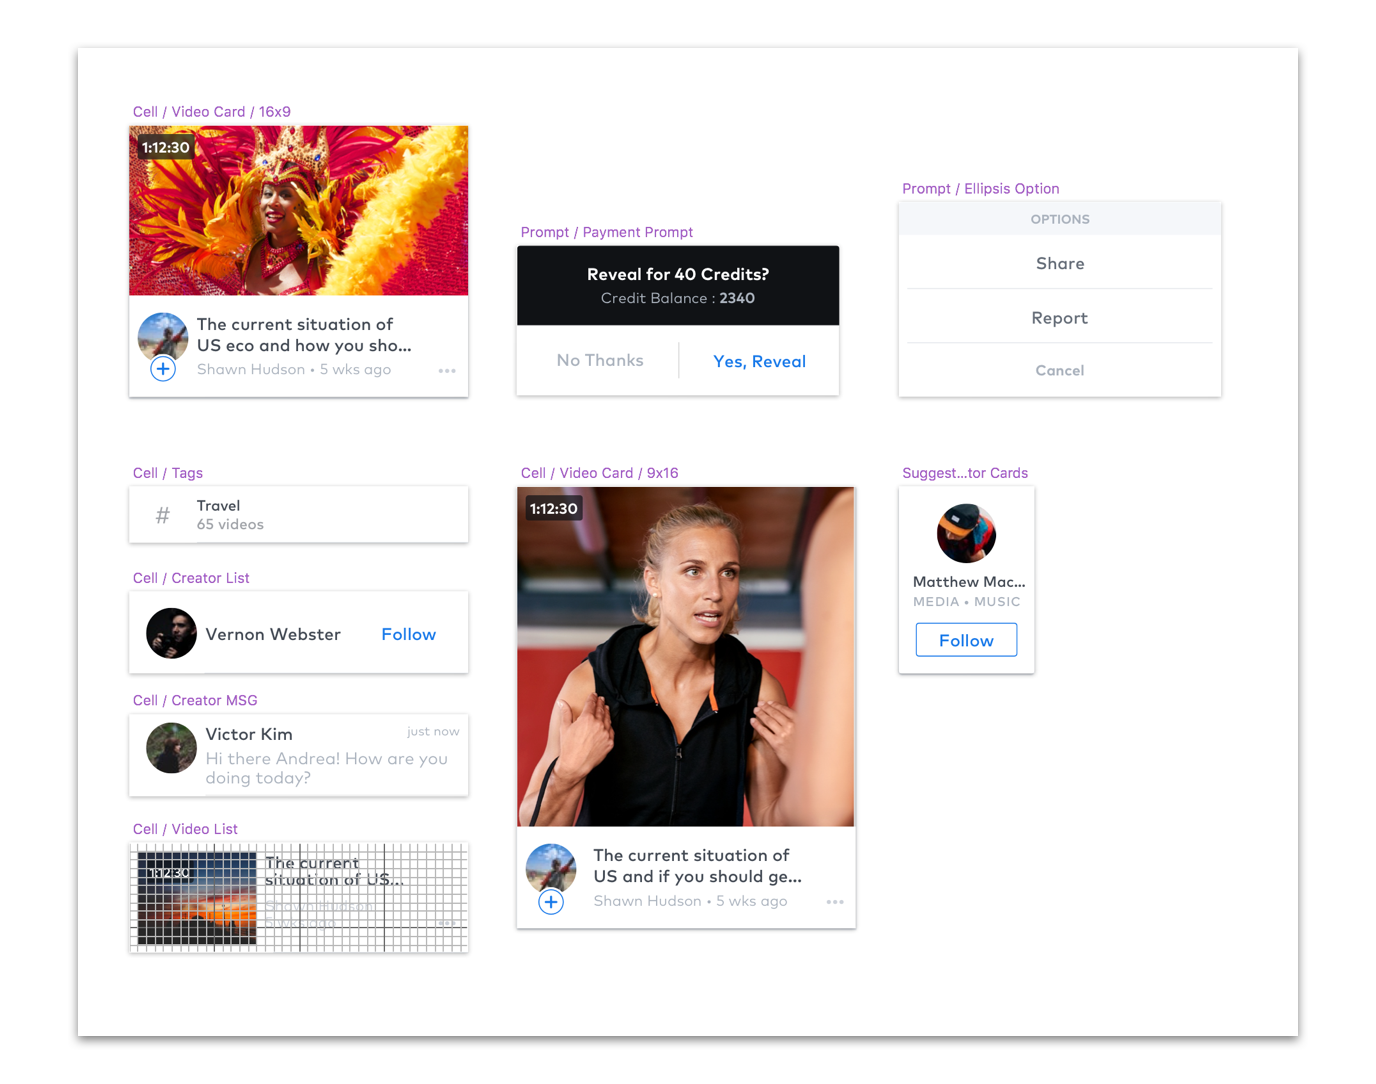 Cell / Video Card / 16x9
1:12:30
The current situation of
US eco and how you sho...
Shawn Hudson • 5 wks ago
Prompt / Payment Prompt
Reveal for 40 Credits?
Credit Balance : 2340
No Thanks
Yes, Reveal
Prompt / Ellipsis Option
OPTIONS
Share
Report
Cancel
Cell / Tags
#
Travel
65 videos
Cell / Creator List
Vernon Webster
Follow
Cell / Creator MSG
Victor Kim
just now
Hi there Andrea! How are you
doing today?
Cell / Video List
1:12:30
The current
situation of US...
Shawn Hudson
5 wks ago
Cell / Video Card / 9x16
1:12:30
The current situation of
US and if you should ge...
Shawn Hudson • 5 wks ago
Suggest...tor Cards
Matthew Mac...
MEDIA • MUSIC
Follow